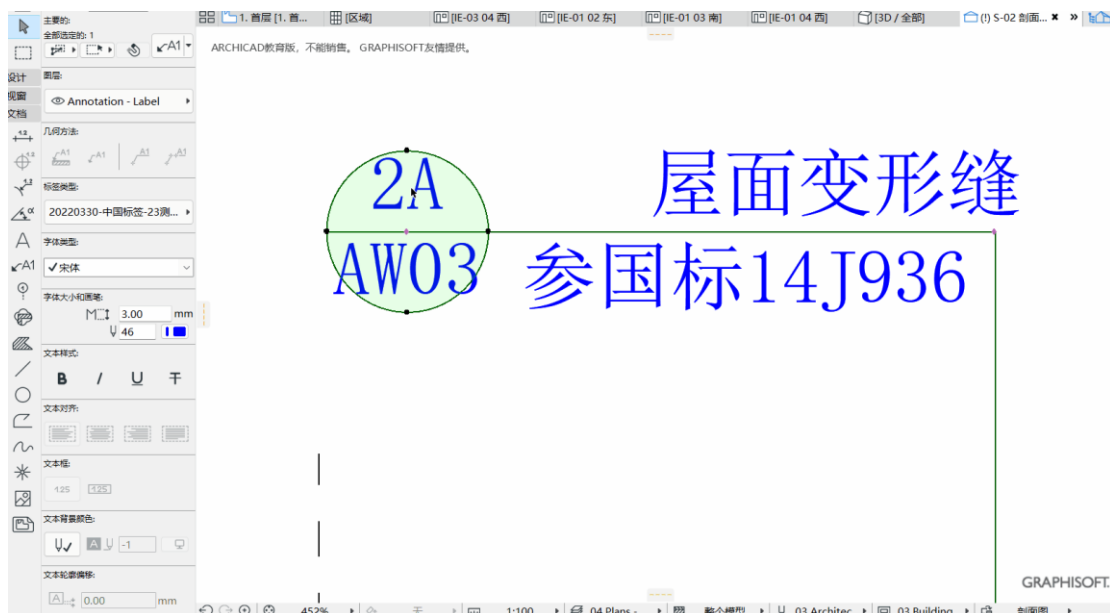 主要的:
全部选定的: 1
A1
图层:
Annotation - Label
几何方法:
A1 A1 A1 A1
标签类型:
20220330-中国标签-23测...
字体类型:
✓宋体
字体大小和画笔:
M 3.00 mm
46
文本样式:
B I U T
文本对齐:
文本框:
1.25 1.25
文本背景颜色:
A -1
文本轮廓偏移:
A 0.00 mm
设计
视窗
文档
A
A1
1. 首层 [1. 首... [区域] [IE-03 04 西] [IE-01 02 东] [IE-01 03 南] [IE-01 04 西] [3D / 全部] (!) S-02 剖面...
ARCHICAD教育版，不能销售。 GRAPHISOFT友情提供。
2A 屋面变形缝
AW03 参国标14J936
GRAPHISOFT.
452% 1:100 04 Plans - 整个模型 03 Architec 03 Building 剖面图